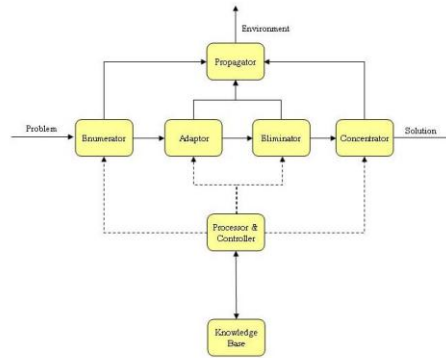 Environment
Propagator
Problem
Enumerator
Adaptor
Eliminator
Concentrator
Solution
Processor &
Controller
Knowledge
Base